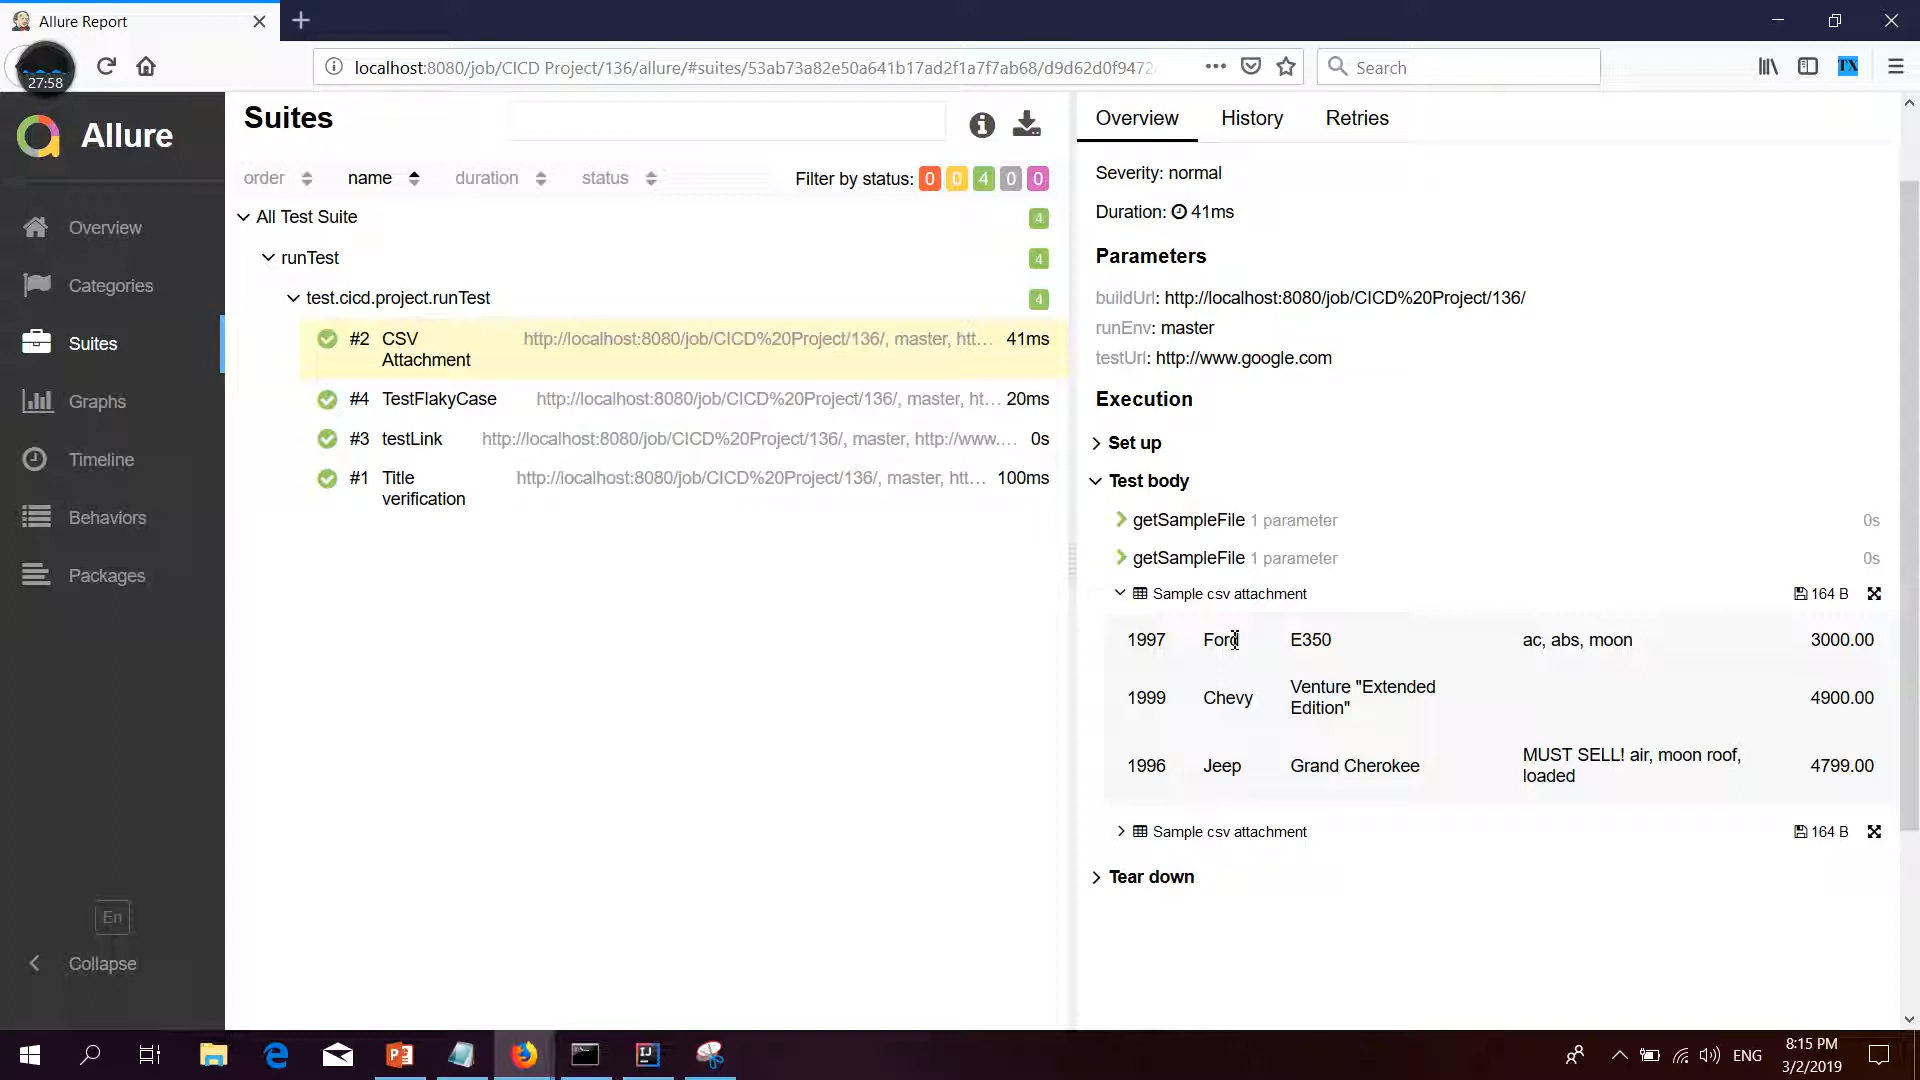 Allure Report
27:58
localhost:8080/job/CICD Project/136/allure/#suites/53ab73a82e50a641b17ad2f1a7f7ab68/d9d62d0f9472
Search
TX
Allure
Overview
Categories
Suites
Graphs
Timeline
Behaviors
Packages
En
Collapse
Suites
order name duration status
Filter by status: 0 0 4 0 0
All Test Suite 4
runTest 4
test.cicd.project.runTest 4
#2 CSV Attachment http://localhost:8080/job/CICD%20Project/136/, master, htt... 41ms
#4 TestFlakyCase http://localhost:8080/job/CICD%20Project/136/, master, ht... 20ms
#3 testLink http://localhost:8080/job/CICD%20Project/136/, master, http://www.... 0s
#1 Title verification http://localhost:8080/job/CICD%20Project/136/, master, htt... 100ms
Overview History Retries
Severity: normal
Duration: 41ms
Parameters
buildUrl: http://localhost:8080/job/CICD%20Project/136/
runEnv: master
testUrl: http://www.google.com
Execution
Set up
Test body
getSampleFile 1 parameter 0s
getSampleFile 1 parameter 0s
Sample csv attachment 164 B
1997 Ford E350 ac, abs, moon 3000.00
1999 Chevy Venture "Extended Edition" 4900.00
1996 Jeep Grand Cherokee MUST SELL! air, moon roof, loaded 4799.00
Sample csv attachment 164 B
Tear down
ENG
8:15 PM
3/2/2019